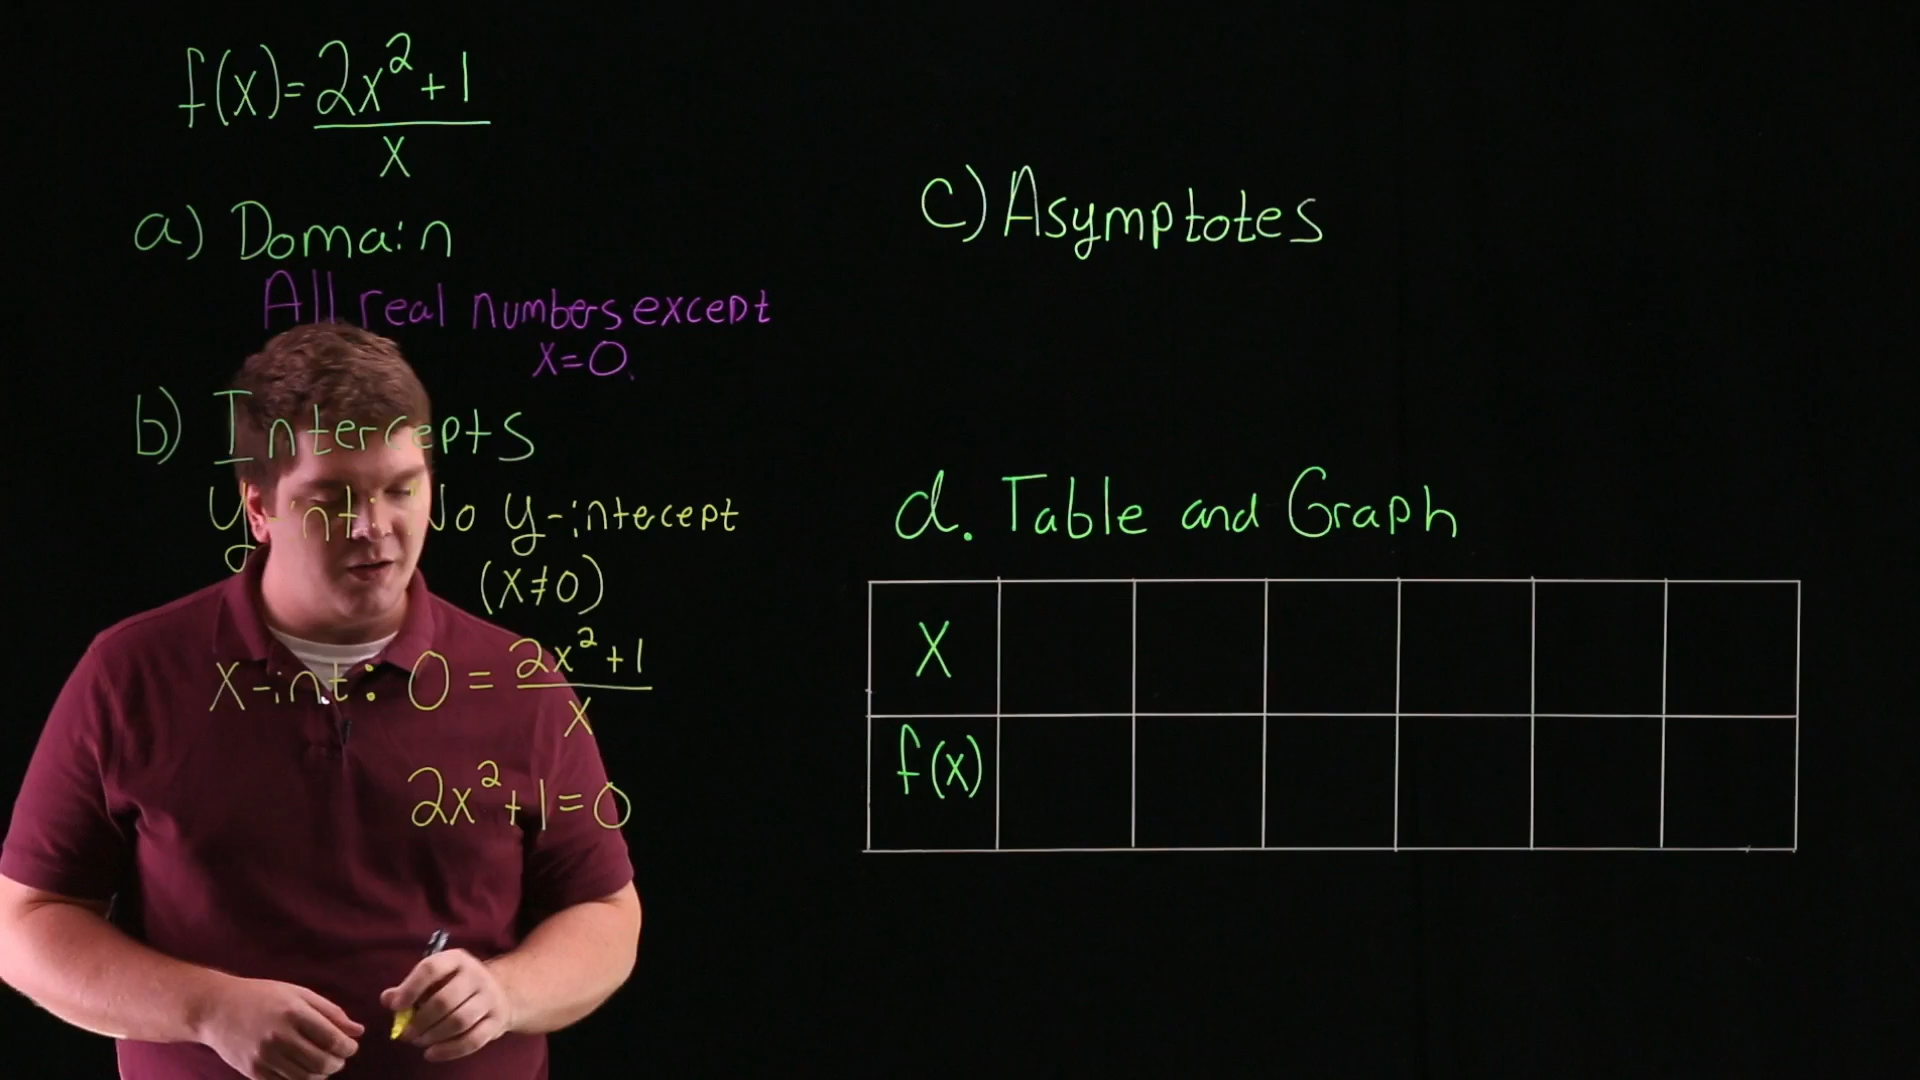 f(x)=2x²+1
x
a) Domain
All real numbers except
x=0.
b) Intercepts
y-int: No y-intecept
(x≠0)
x-int: 0 = 2x²+1
x
2x²+1=0
c) Asymptotes
d. Table and Graph
X
f(x)